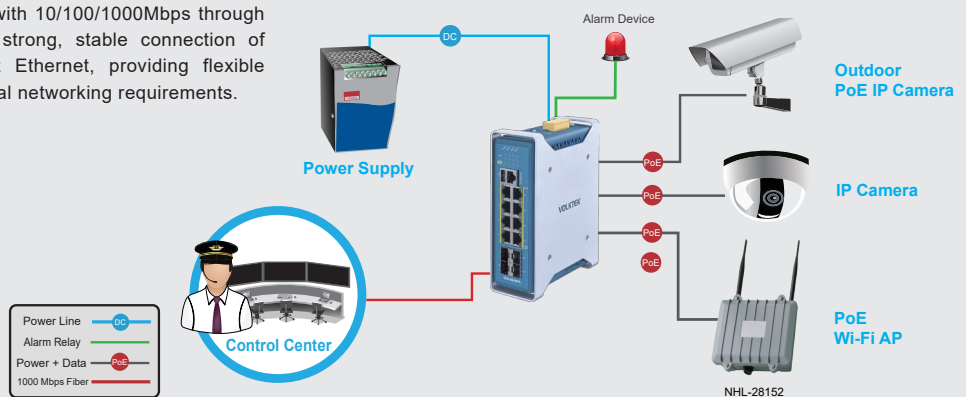 with 10/100/1000Mbps through
strong, stable connection of
Ethernet, providing flexible
al networking requirements.
DC
Alarm Device
Outdoor
PoE IP Camera
Power Supply
PoE
PoE
IP Camera
VOLKTEK
PoE
PoE
Control Center
PoE
Wi-Fi AP
NHL-28152
Power Line DC
Alarm Relay
Power + Data PoE
1000 Mbps Fiber